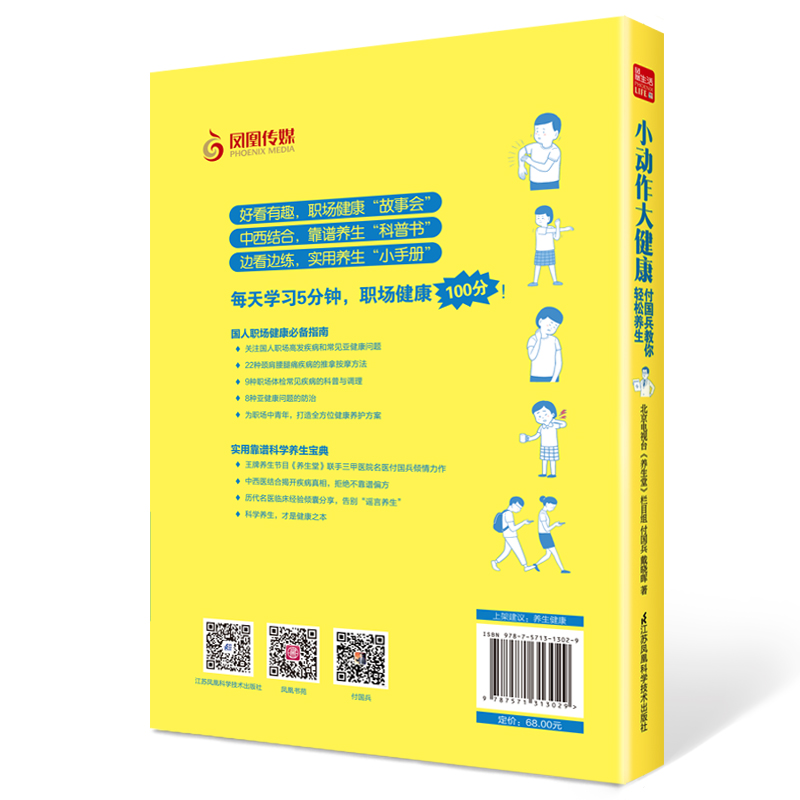 凤凰传媒
PHOENIX MEDIA
好看有趣，职场健康“故事会”
中西结合，靠谱养生“科普书”
边看边练，实用养生“小手册”
每天学习5分钟，职场健康100分！
国人职场健康必备指南
◆ 关注国人职场高发疾病和常见亚健康问题
◆ 22种颈肩腰腿痛疾病的推拿按摩方法
◆ 9种职场体检常见疾病的科普与调理
◆ 8种亚健康问题的防治
◆ 为职场中青年，打造全方位健康养护方案
实用靠谱科学养生宝典
◆ 王牌养生节目《养生堂》联手三甲医院名医付国兵倾情力作
◆ 中西医结合揭开疾病真相，拒绝不靠谱偏方
◆ 历代名医临床经验倾囊分享，告别“谣言养生”
◆ 科学养生，才是健康之本
江苏凤凰科学技术出版社
凤凰书苑
付国兵
上架建议：养生健康
ISBN 978-7-5713-1302-9
9 787571 313029 >
定价：68.00元
凤凰生活
PHOENIX
LIFE
小动作大健康
付国兵教你
轻松养生
北京电视台《养生堂》栏目组 付国兵 戴晓晖 著
江苏凤凰科学技术出版社